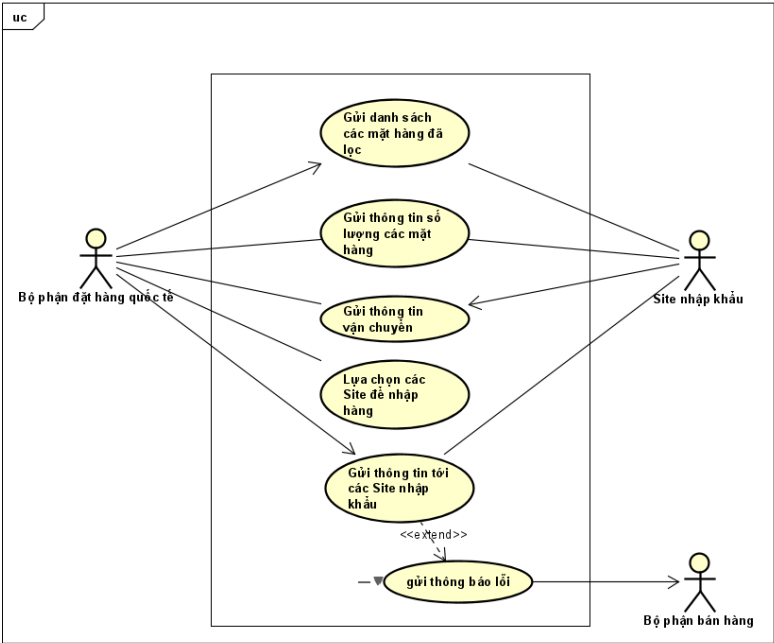 uc
Gửi danh sách
các mặt hàng đã
lọc
Gửi thông tin số
lượng các mặt
hàng
Bộ phận đặt hàng quốc tế
Site nhập khẩu
Gửi thông tin
vận chuyển
Lựa chọn các
Site để nhập
hàng
Gửi thông tin tới
các Site nhập
khẩu
<<extend>>
gửi thông báo lỗi
Bộ phận bán hàng